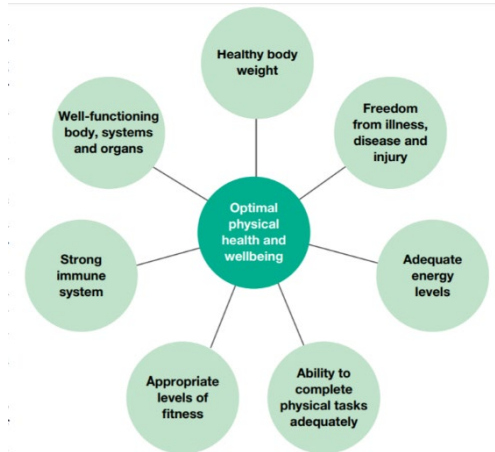 Healthy body
weight
Well-functioning
body, systems
and organs
Freedom
from illness,
disease and
injury
Optimal
physical
health and
wellbeing
Strong
immune
system
Adequate
energy
levels
Appropriate
levels of
fitness
Ability to
complete
physical tasks
adequately